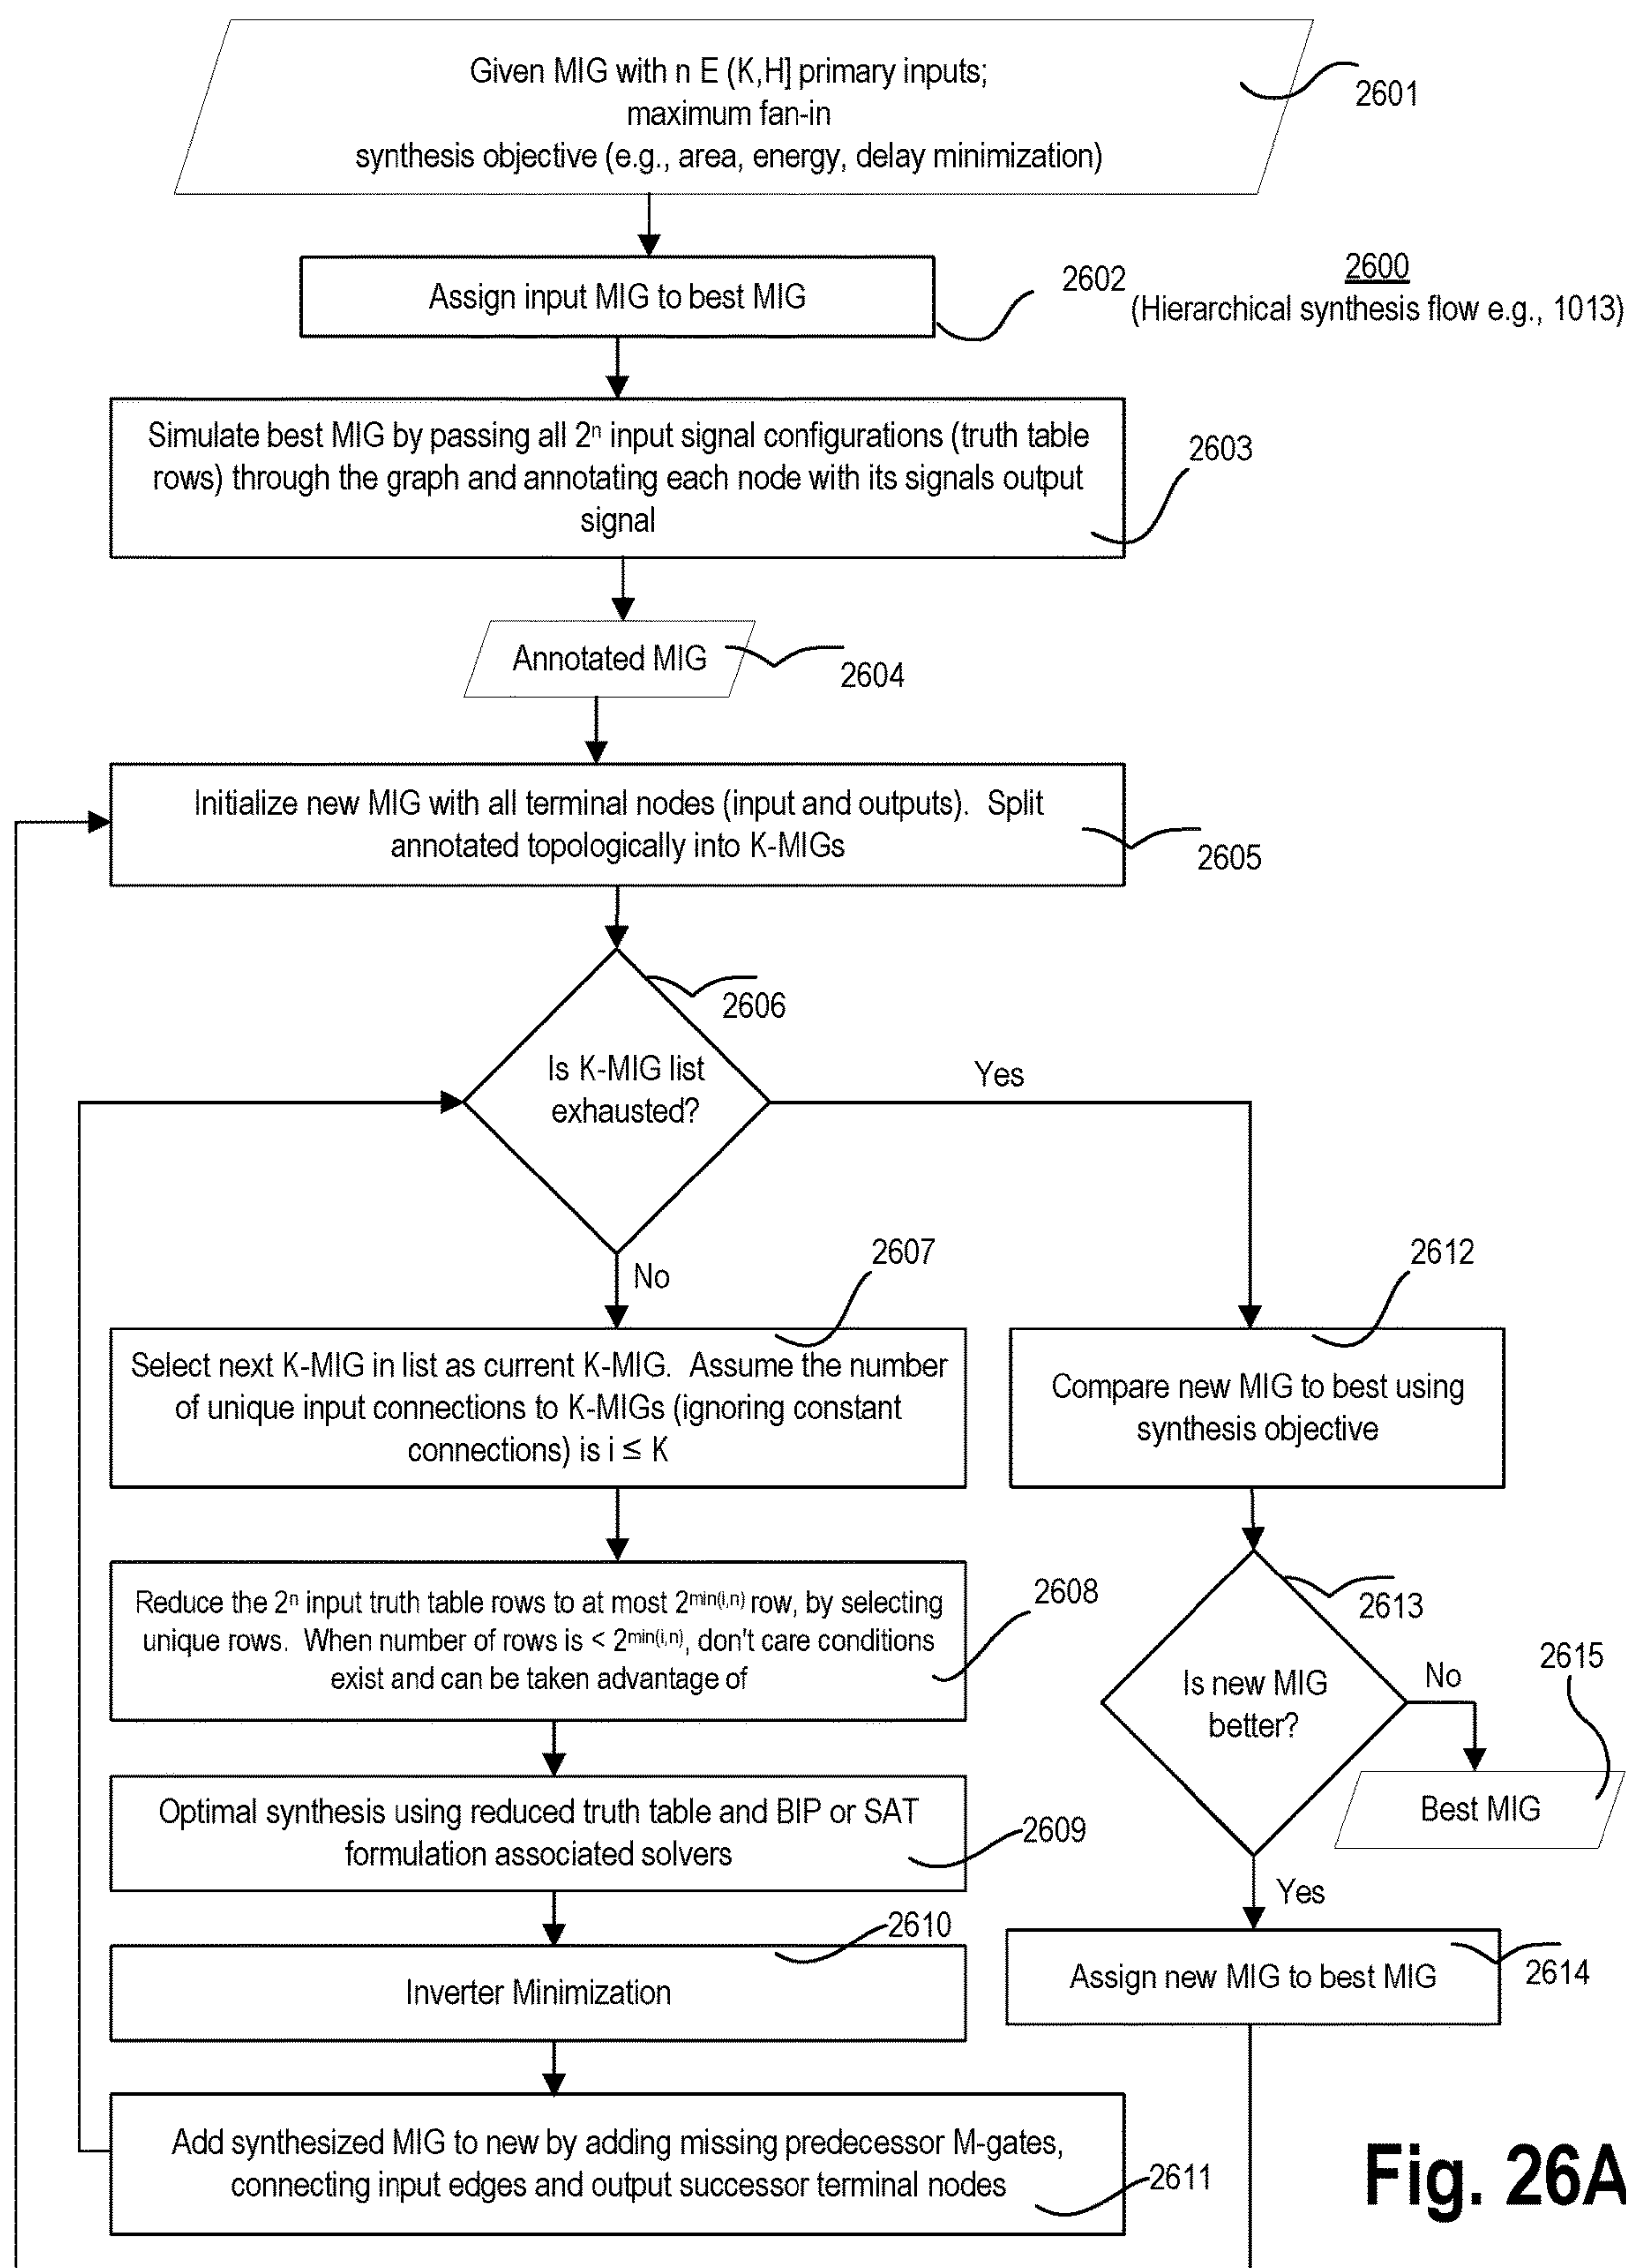 Given MIG with n E (K,H] primary inputs;
maximum fan-in
synthesis objective (e.g., area, energy, delay minimization)
2601
Assign input MIG to best MIG
2602
2600
(Hierarchical synthesis flow e.g., 1013)
Simulate best MIG by passing all 2ⁿ input signal configurations (truth table
rows) through the graph and annotating each node with its signals output
signal
2603
Annotated MIG
2604
Initialize new MIG with all terminal nodes (input and outputs). Split
annotated topologically into K-MIGs
2605
2606
Is K-MIG list
exhausted?
Yes
No
2607
2612
Select next K-MIG in list as current K-MIG. Assume the number
of unique input connections to K-MIGs (ignoring constant
connections) is i ≤ K
Compare new MIG to best using
synthesis objective
Reduce the 2ⁿ input truth table rows to at most 2^min(i,n) row, by selecting
unique rows. When number of rows is < 2^min(i,n), don't care conditions
exist and can be taken advantage of
2608
2613
Is new MIG
better?
No
2615
Best MIG
Yes
Optimal synthesis using reduced truth table and BIP or SAT
formulation associated solvers
2609
2610
Inverter Minimization
Assign new MIG to best MIG
2614
Add synthesized MIG to new by adding missing predecessor M-gates,
connecting input edges and output successor terminal nodes
2611
Fig. 26A